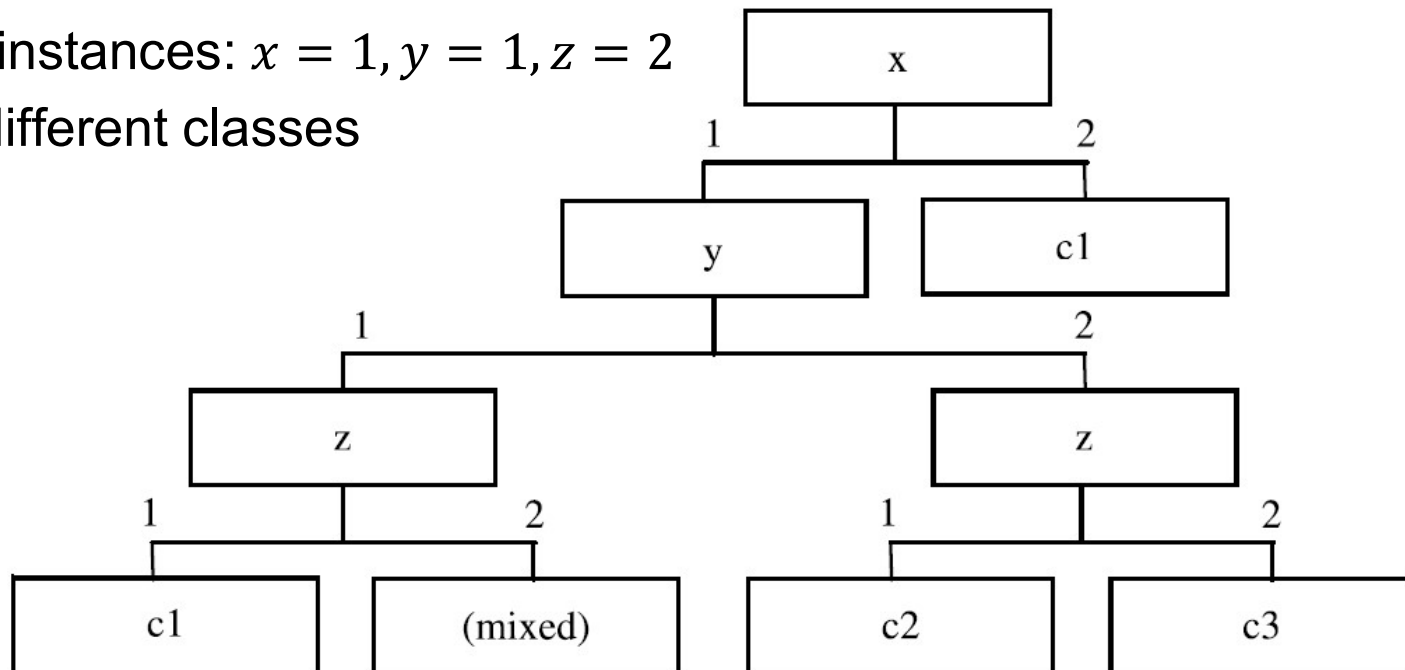 instances: 𝑥 = 1, 𝑦 = 1, 𝑧 = 2
different classes
x
1 2
y c1
1 2
z z
1 2 1 2
c1 (mixed) c2 c3